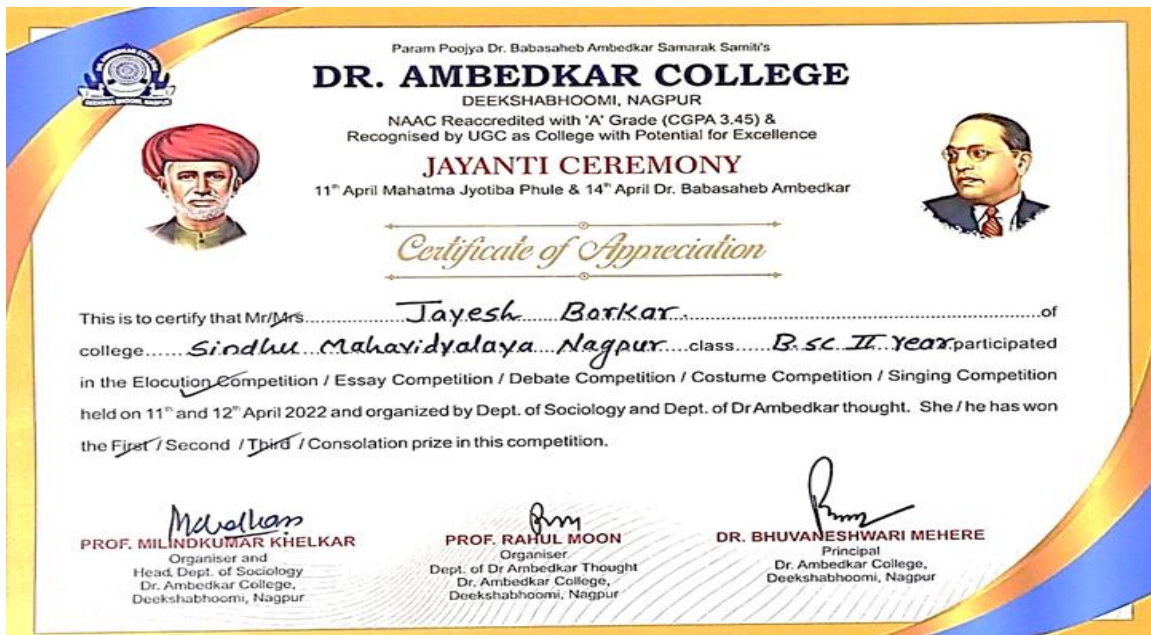 DR. AMBEDKAR COLLEGE
DEEKSHA BHOOMI, NAGPUR
Param Poojya Dr. Babasaheb Ambedkar Samarak Samiti's
DR. AMBEDKAR COLLEGE
DEEKSHABHOOMI, NAGPUR
NAAC Reaccredited with 'A' Grade (CGPA 3.45) &
Recognised by UGC as College with Potential for Excellence
JAYANTI CEREMONY
11th April Mahatma Jyotiba Phule & 14th April Dr. Babasaheb Ambedkar
Certificate of Appreciation
This is to certify that Mr/Mrs......Jayesh Borkar......of
college......Sindhu Mahavidyalaya Nagpur...class......B.sc II Year participated
in the Elocution Competition / Essay Competition / Debate Competition / Costume Competition / Singing Competition
held on 11th and 12th April 2022 and organized by Dept. of Sociology and Dept. of Dr Ambedkar thought. She / he has won
the First / Second / Third / Consolation prize in this competition.
PROF. MILINDKUMAR KHELKAR
Organiser and
Head, Dept. of Sociology
Dr. Ambedkar College,
Deekshabhoomi, Nagpur
PROF. RAHUL MOON
Organiser
Dept. of Dr Ambedkar Thought
Dr. Ambedkar College,
Deekshabhoomi, Nagpur
DR. BHUVANESHWARI MEHERE
Principal
Dr. Ambedkar College,
Deekshabhoomi, Nagpur